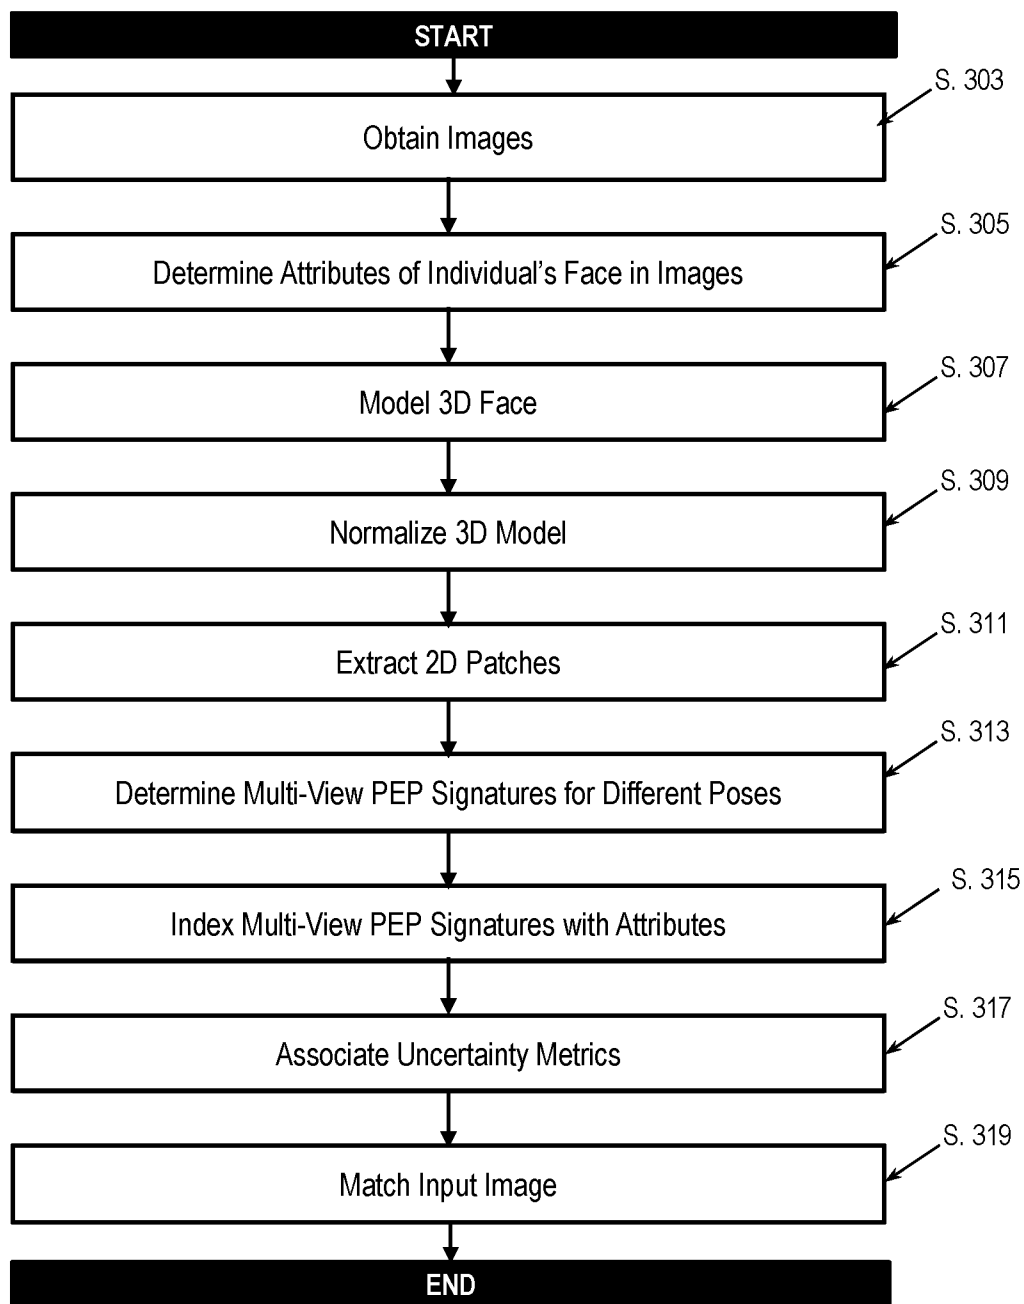 START
S. 303
Obtain Images
S. 305
Determine Attributes of Individual's Face in Images
S. 307
Model 3D Face
S. 309
Normalize 3D Model
S. 311
Extract 2D Patches
S. 313
Determine Multi-View PEP Signatures for Different Poses
S. 315
Index Multi-View PEP Signatures with Attributes
S. 317
Associate Uncertainty Metrics
S. 319
Match Input Image
END